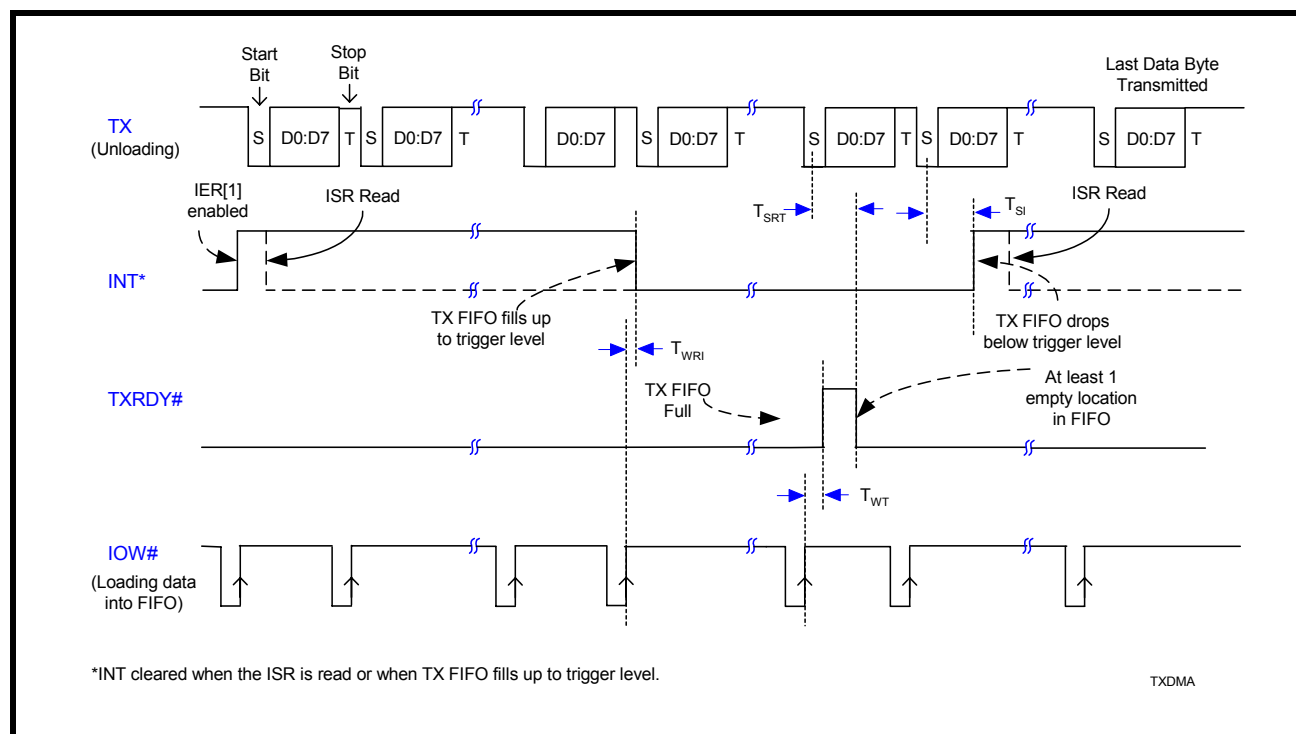 Start
Bit
Stop
Bit
Last Data Byte
Transmitted
TX
(Unloading)
S D0:D7 T S D0:D7 T D0:D7 S D0:D7 T S D0:D7 T S D0:D7 T S D0:D7 T
IER[1]
enabled
ISR Read
TSRT
TSI
ISR Read
INT*
TX FIFO fills up
to trigger level
TX FIFO drops
below trigger level
TWRI
TXRDY#
TX FIFO
Full
At least 1
empty location
in FIFO
TWT
IOW#
(Loading data
into FIFO)
*INT cleared when the ISR is read or when TX FIFO fills up to trigger level.
TXDMA